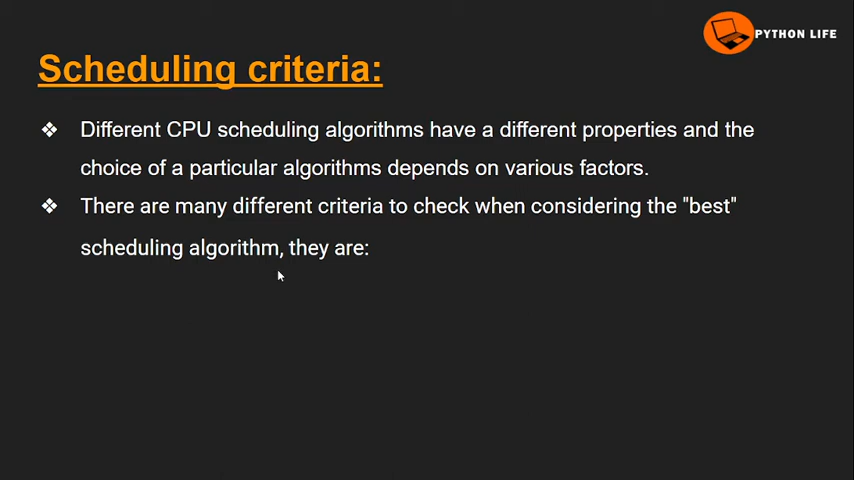 PYTHON LIFE
Scheduling criteria:
❖ Different CPU scheduling algorithms have a different properties and the
choice of a particular algorithms depends on various factors.
❖ There are many different criteria to check when considering the "best"
scheduling algorithm, they are: